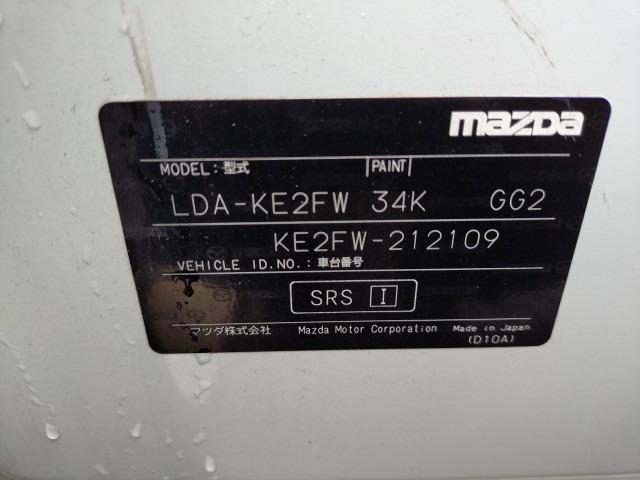 mazda
MODEL:型式 PAINT
LDA-KE2FW 34K GG2
KE2FW-212109
VEHICLE ID.NO.:車台番号
SRS I
マツダ株式会社 Mazda Motor Corporation Made in Japan
(D10A)